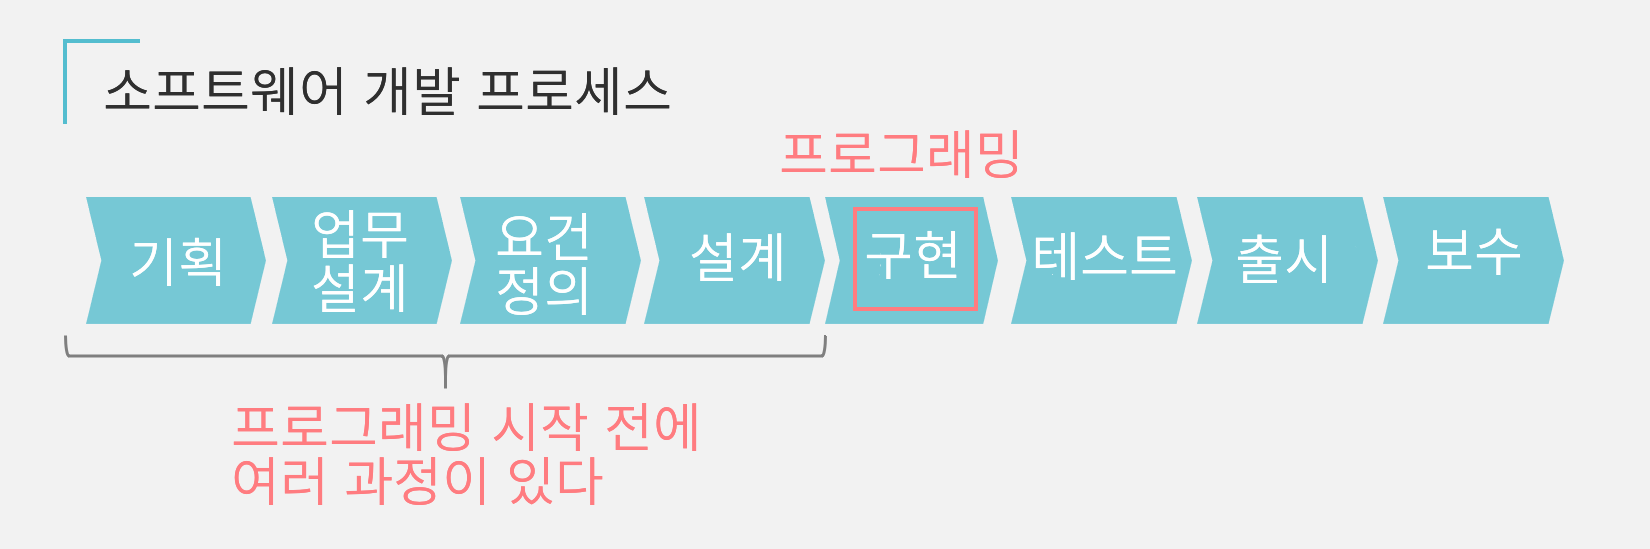 소프트웨어 개발 프로세스
프로그래밍
기획
업무
설계
요건
정의
설계
구현
테스트
출시
보수
프로그래밍 시작 전에
여러 과정이 있다